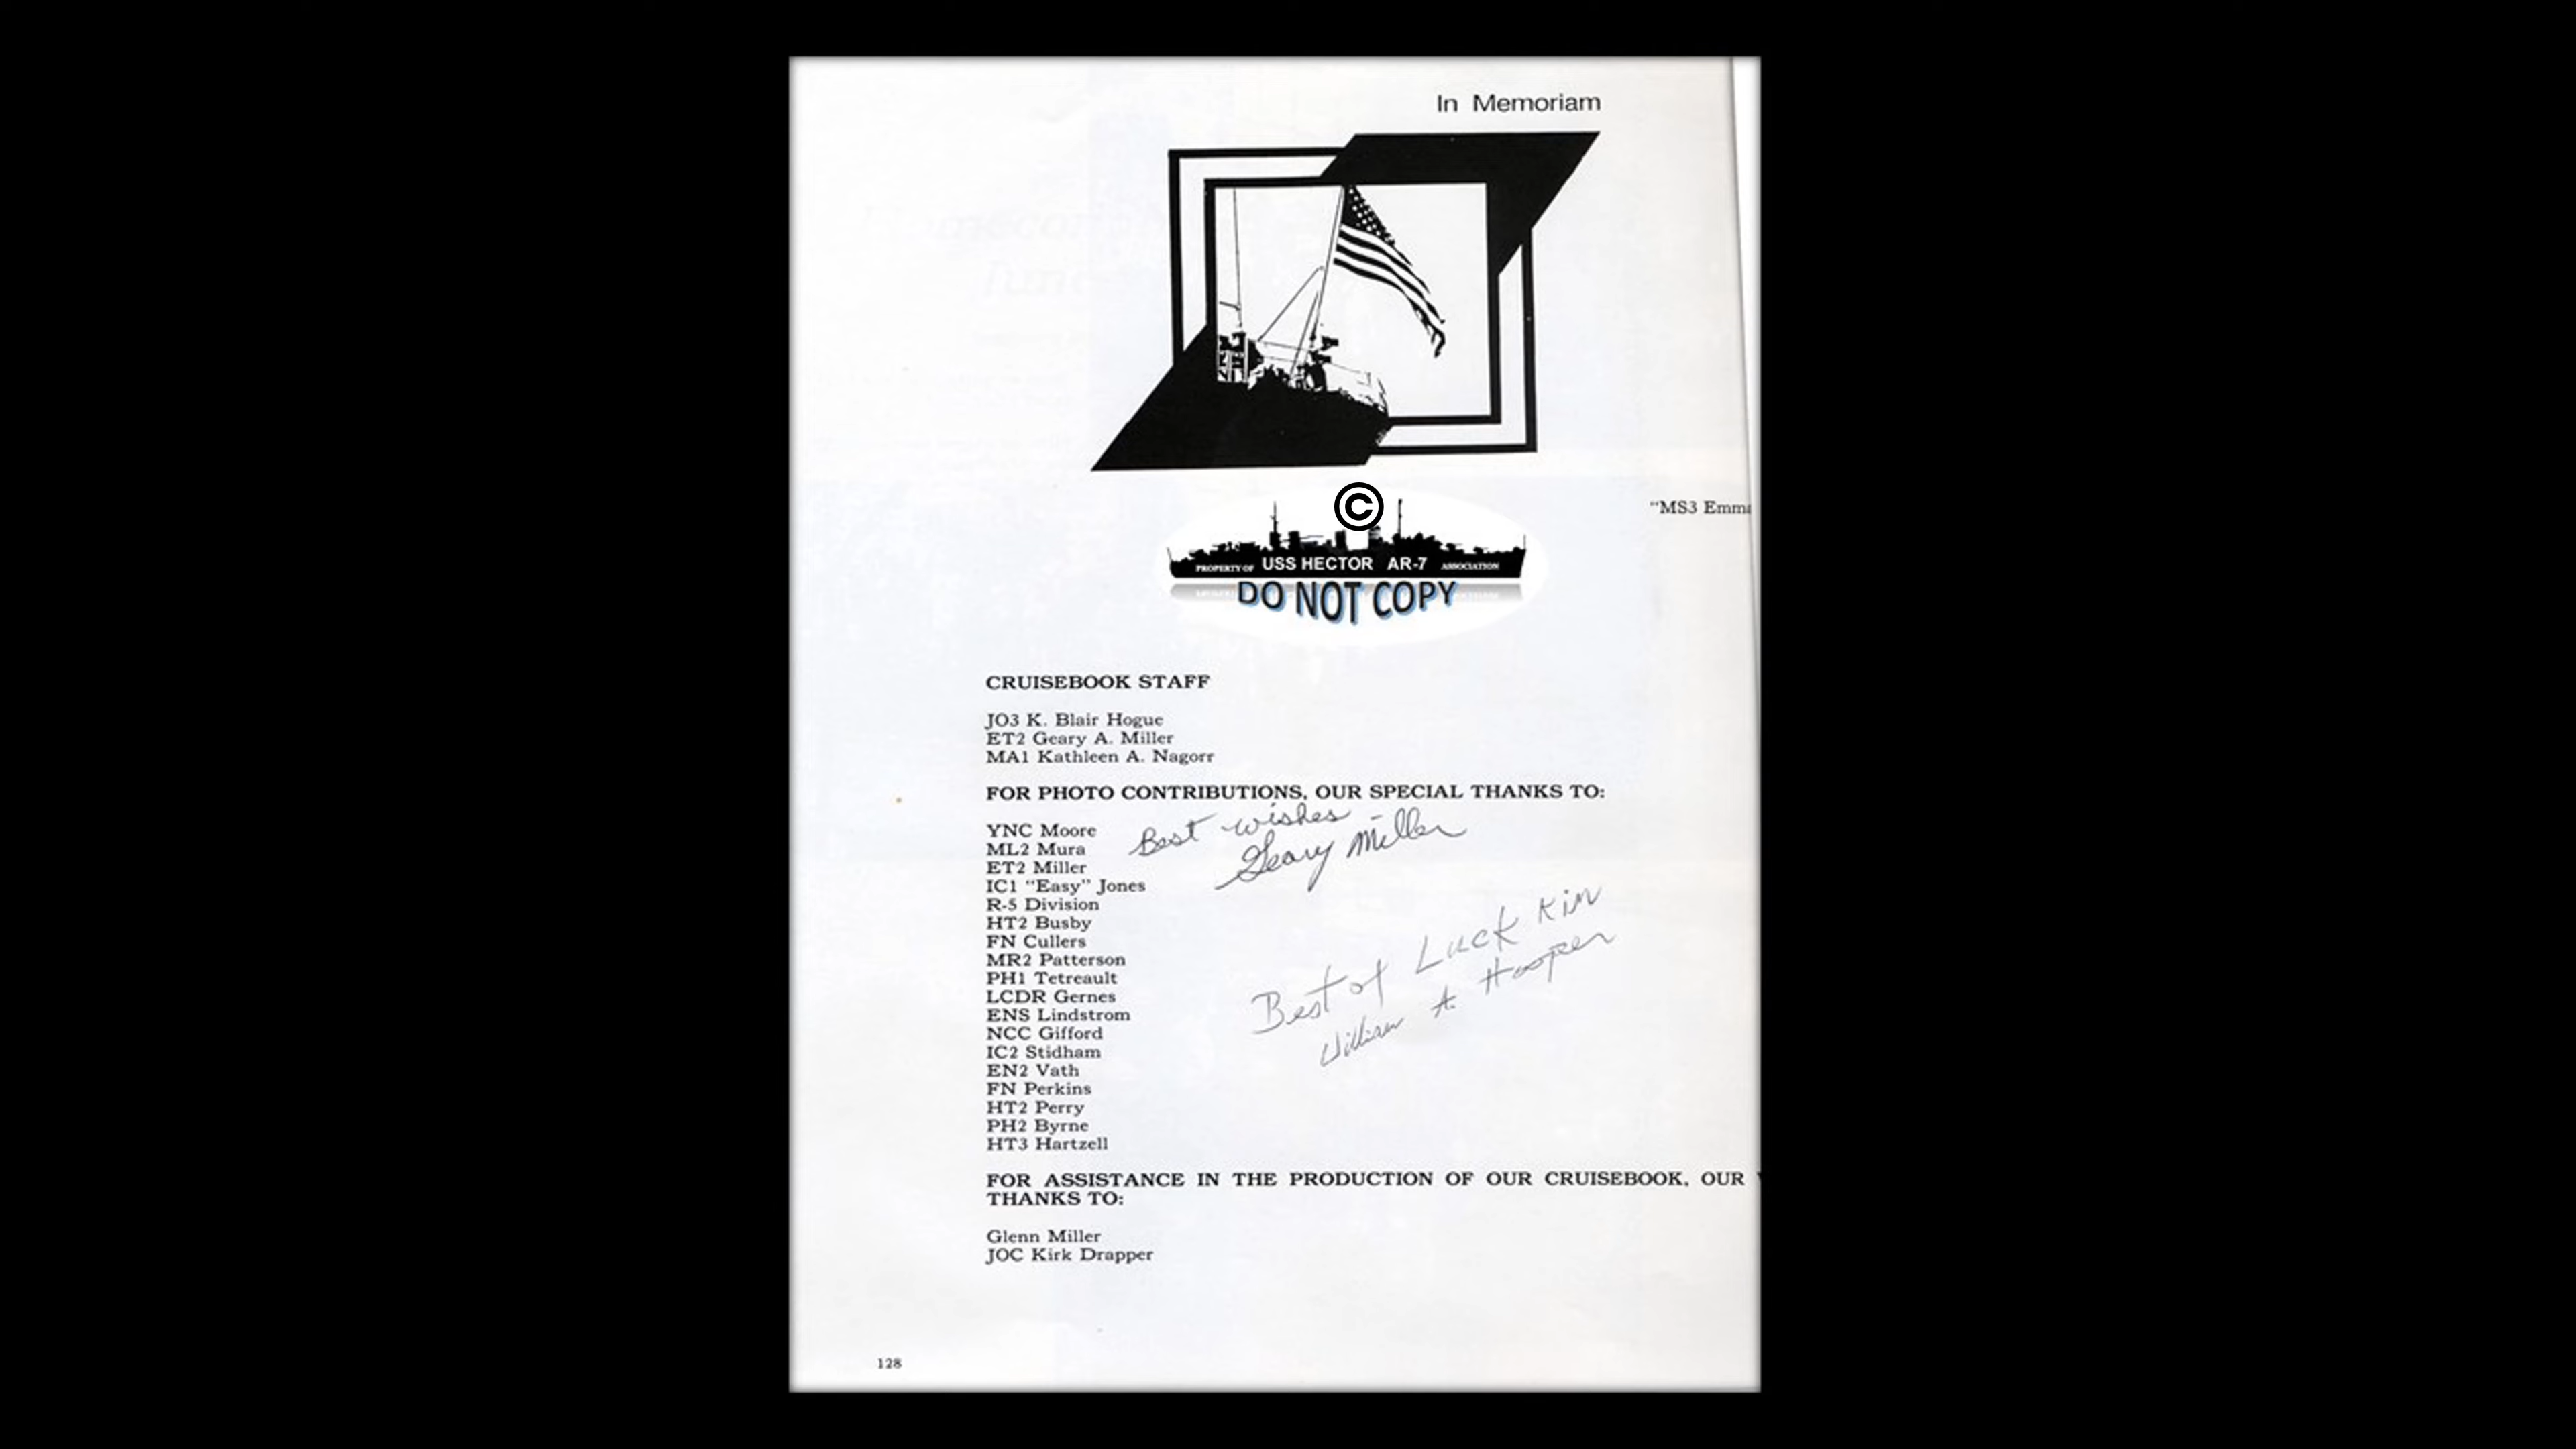 In Memoriam
©
"MS3 Emma
PROPERTY OF USS HECTOR AR-7 ASSOCIATION
DO NOT COPY
CRUISEBOOK STAFF
JO3 K. Blair Hogue
ET2 Geary A. Miller
MA1 Kathleen A. Nagorr
FOR PHOTO CONTRIBUTIONS, OUR SPECIAL THANKS TO:
YNC Moore
ML2 Mura
ET2 Miller
IC1 "Easy" Jones
R-5 Division
HT2 Busby
FN Cullers
MR2 Patterson
PH1 Tetreault
LCDR Gernes
ENS Lindstrom
NCC Gifford
IC2 Stidham
EN2 Vath
FN Perkins
HT2 Perry
PH2 Byrne
HT3 Hartzell
Best wishes
Geary Miller
Best of Luck Kin
William A. Hooper
FOR ASSISTANCE IN THE PRODUCTION OF OUR CRUISEBOOK, OUR
THANKS TO:
Glenn Miller
JOC Kirk Drapper
128